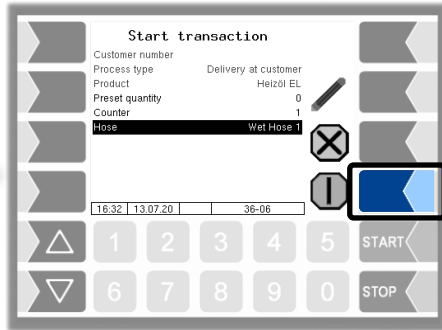 Start transaction
Customer number
Process type Delivery at customer
Product Heizöl EL
Preset quantity 0
Counter 1
Hose Wet Hose 1
16:32 13.07.20 36-06
1 2 3 4 5 START
6 7 8 9 0 STOP